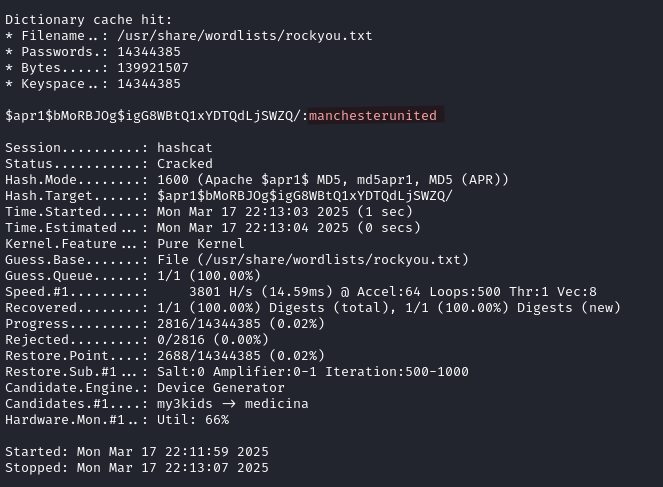 Dictionary cache hit:
* Filename..: /usr/share/wordlists/rockyou.txt
* Passwords.: 14344385
* Bytes.....: 139921507
* Keyspace..: 14344385
$apr1$bMoRBJOg$igG8WBtQ1xYDTQdLjSWZQ/:manchesterunited
Session..........: hashcat
Status...........: Cracked
Hash.Mode........: 1600 (Apache $apr1$ MD5, md5apr1, MD5 (APR))
Hash.Target......: $apr1$bMoRBJOg$igG8WBtQ1xYDTQdLjSWZQ/
Time.Started.....: Mon Mar 17 22:13:03 2025 (1 sec)
Time.Estimated...: Mon Mar 17 22:13:04 2025 (0 secs)
Kernel.Feature...: Pure Kernel
Guess.Base.......: File (/usr/share/wordlists/rockyou.txt)
Guess.Queue......: 1/1 (100.00%)
Speed.#1.........:     3801 H/s (14.59ms) @ Accel:64 Loops:500 Thr:1 Vec:8
Recovered........: 1/1 (100.00%) Digests (total), 1/1 (100.00%) Digests (new)
Progress.........: 2816/14344385 (0.02%)
Rejected.........: 0/2816 (0.00%)
Restore.Point....: 2688/14344385 (0.02%)
Restore.Sub.#1...: Salt:0 Amplifier:0-1 Iteration:500-1000
Candidate.Engine.: Device Generator
Candidates.#1....: my3kids -> medicina
Hardware.Mon.#1..: Util: 66%
Started: Mon Mar 17 22:11:59 2025
Stopped: Mon Mar 17 22:13:07 2025